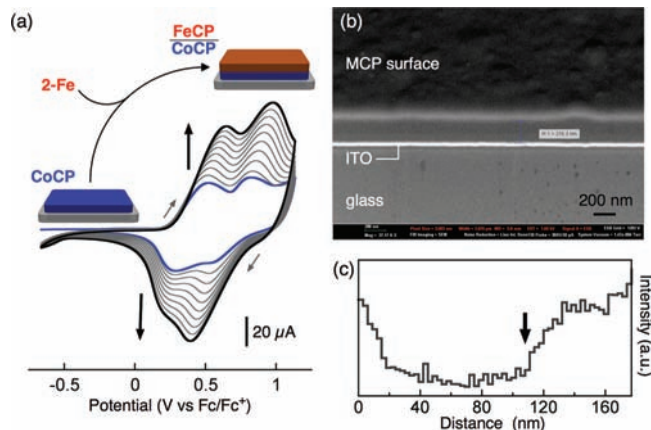 (a)
FeCP
CoCP
2-Fe
CoCP
20 µA
-0.5
0
0.5
1
Potential (V vs Fc/Fc⁺)
(b)
MCP surface
ITO
glass
200 nm
(c)
Intensity (a.u.)
0
40
80
120
160
Distance (nm)